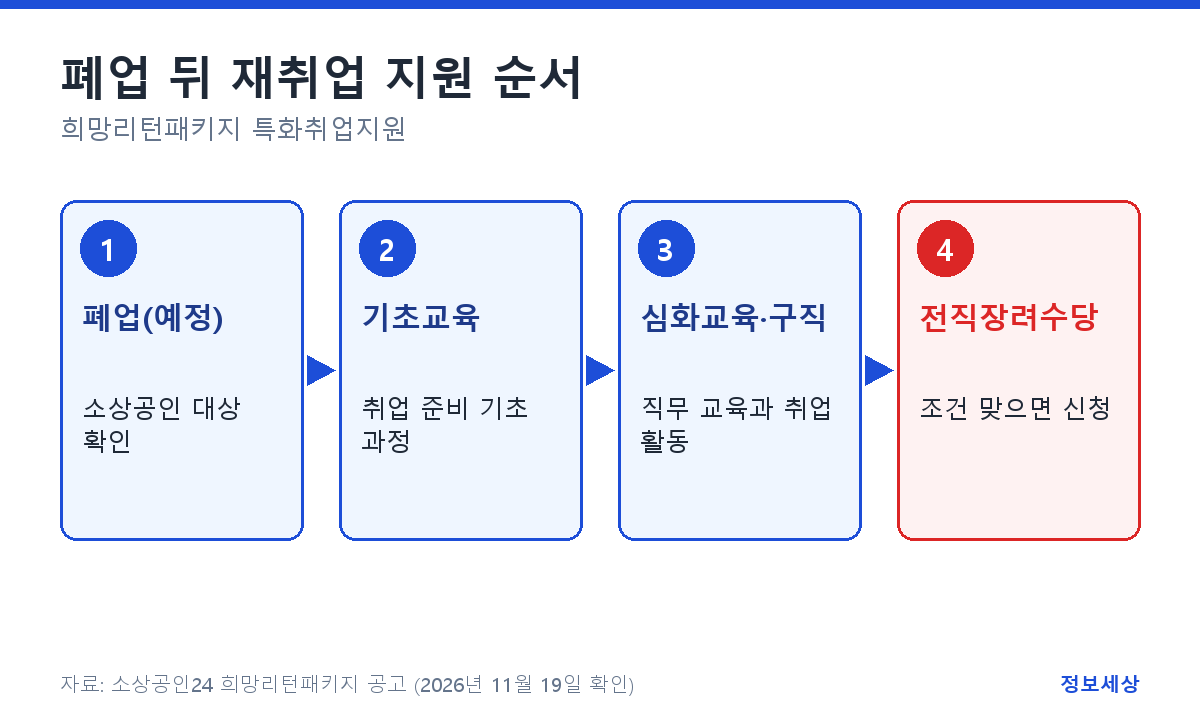 폐업 뒤 재취업 지원 순서
희망리턴패키지 특화취업지원
1
폐업(예정)
소상공인 대상
확인
2
기초교육
취업 준비 기초
과정
3
심화교육·구직
직무 교육과 취업
활동
4
전직장려수당
조건 맞으면 신청
자료: 소상공인24 희망리턴패키지 공고 (2026년 11월 19일 확인)
정보세상